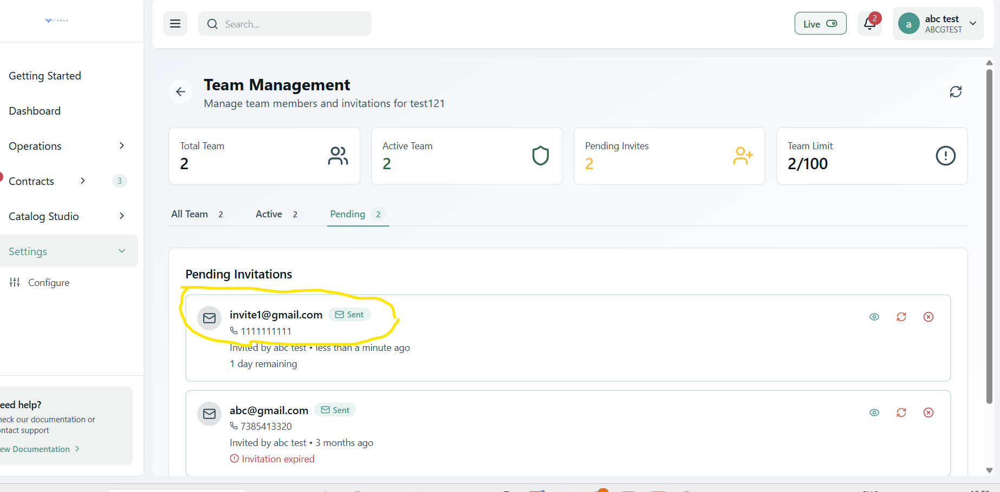 VIKUNA
Search...
Live
2
a
abc test
ABCGTEST
Getting Started
Dashboard
Operations
Contracts
3
Catalog Studio
Settings
Configure
eed help?
heck our documentation or
ontact support
ew Documentation
Team Management
Manage team members and invitations for test121
Total Team
2
Active Team
2
Pending Invites
2
Team Limit
2/100
All Team 2
Active 2
Pending 2
Pending Invitations
invite1@gmail.com Sent
1111111111
Invited by abc test • less than a minute ago
1 day remaining
abc@gmail.com Sent
7385413320
Invited by abc test • 3 months ago
Invitation expired